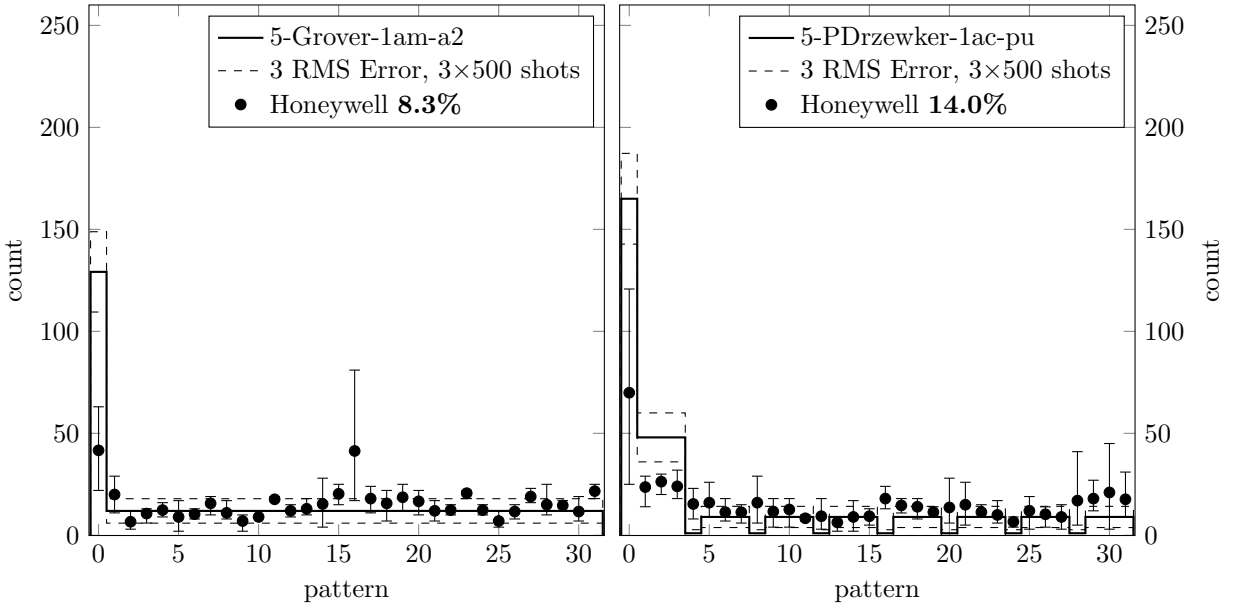 250
200
150
100
50
0
count
0 5 10 15 20 25 30
pattern
5-Grover-1am-a2
3 RMS Error, 3×500 shots
Honeywell 8.3%
0 5 10 15 20 25 30
pattern
5-PDrzewker-1ac-pu
3 RMS Error, 3×500 shots
Honeywell 14.0%
250
200
150
100
50
0
count